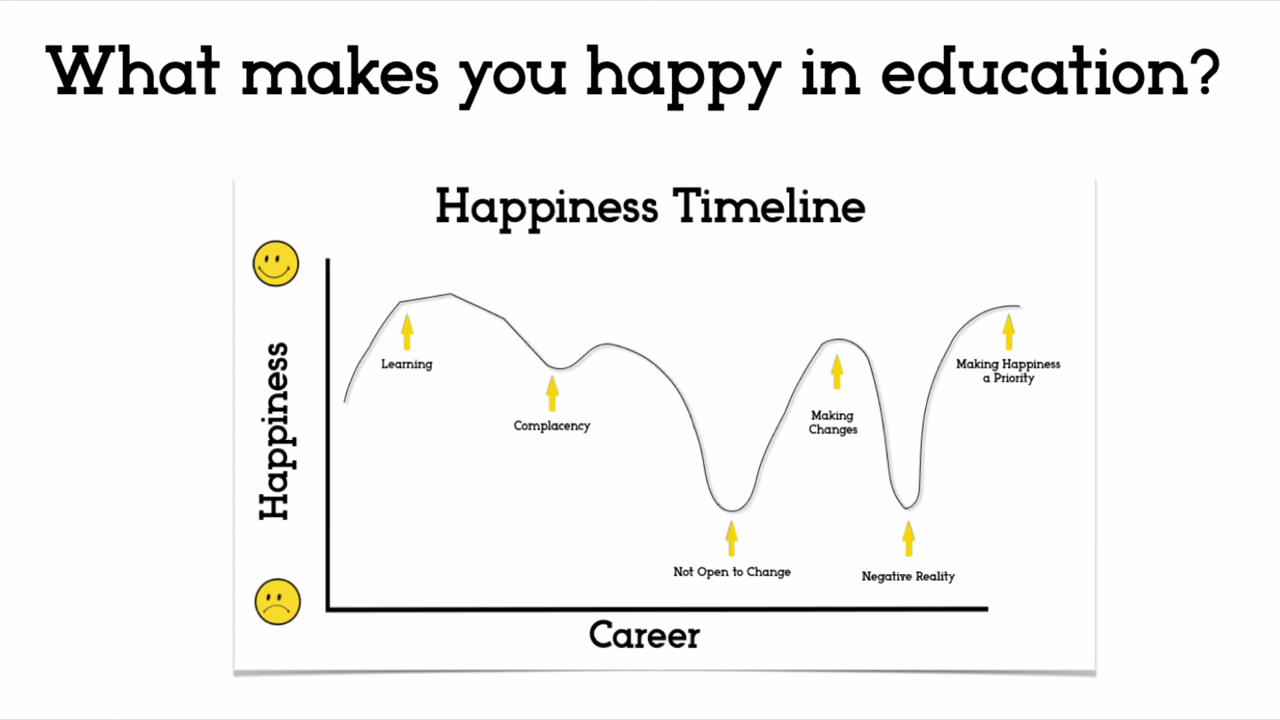 What makes you happy in education?
Happiness Timeline
Happiness
Learning
Complacency
Not Open to Change
Making
Changes
Negative Reality
Making Happiness
a Priority
Career